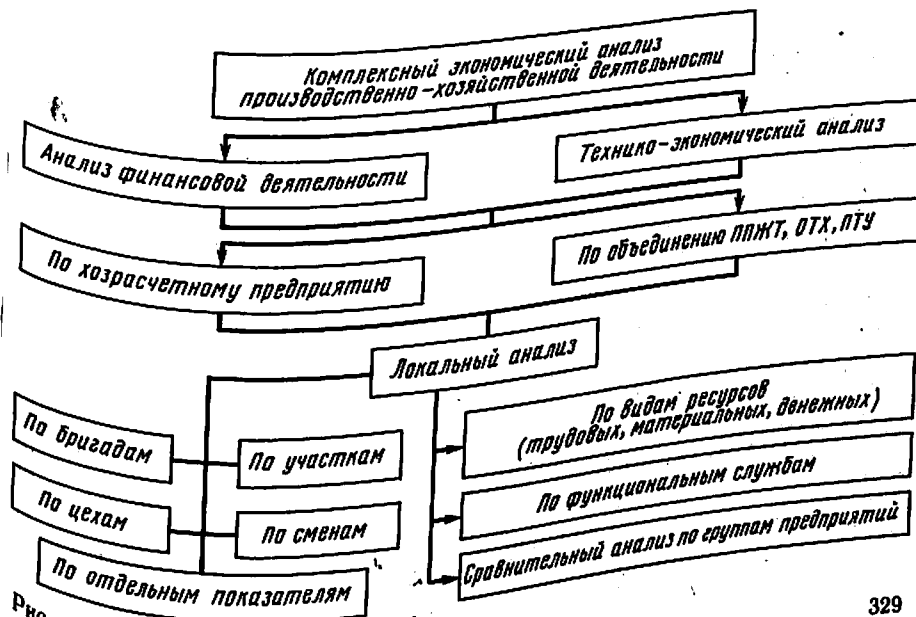 Комплексный экономический анализ
производственно-хозяйственной деятельности
Анализ финансовой деятельности
Технико-экономический анализ
По хозрасчетному предприятию
По объединению ППЖТ, ОТХ, ПТУ
Локальный анализ
По бригадам
По участкам
По цехам
По сменам
По отдельным показателям
По видам ресурсов
(трудовых, материальных, денежных)
По функциональным службам
Сравнительный анализ по группам предприятий
329